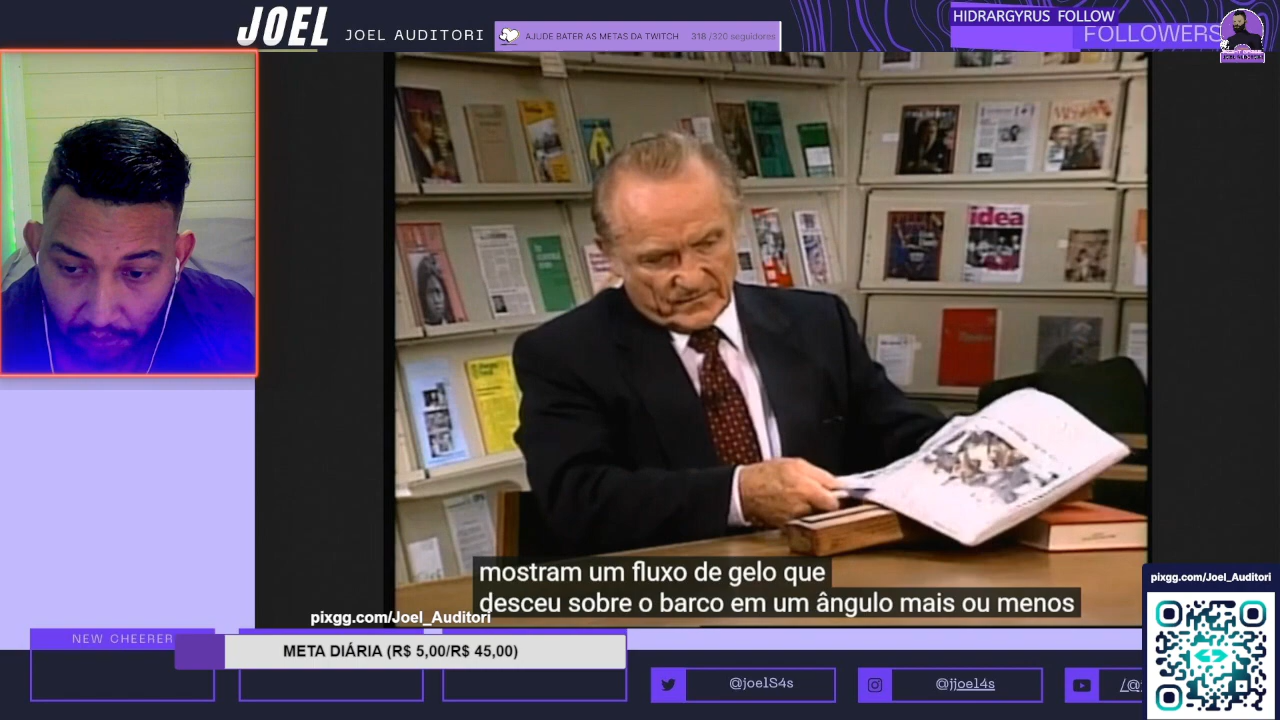 JOEL
JOEL AUDITORI
AJUDE BATER AS METAS DA TWITCH 318 /320 seguidores
HIDRARGYRUS FOLLOW
FOLLOWERS
idea
mostram um fluxo de gelo que
desceu sobre o barco em um ângulo mais ou menos
pixgg.com/Joel_Auditori
pixgg.com/Joel_Auditori
NEW CHEERER
META DIÁRIA (R$ 5,00/R$ 45,00)
@joelS4s
@jjoel4s
/@